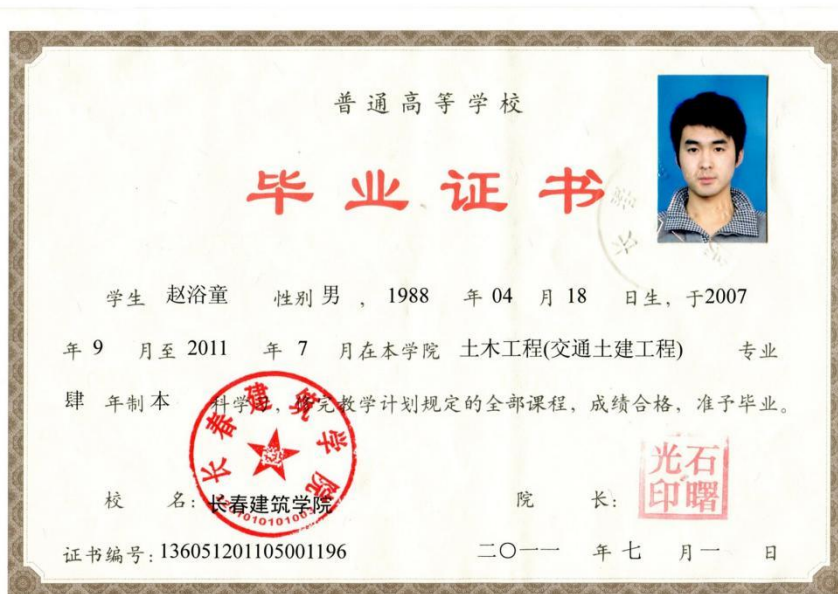 普通高等学校
毕业证书
学生 赵浴童 性别 男 , 1988 年 04 月 18 日生, 于2007
年 9 月至 2011 年 7 月在本学院 土木工程(交通土建工程) 专业
肆 年制 本 科学习, 修完教学计划规定的全部课程, 成绩合格, 准予毕业。
长春建筑学院
石曙光印
校 名: 长春建筑学院 院 长:
证书编号: 136051201105001196 二〇一一 年 七 月 一 日